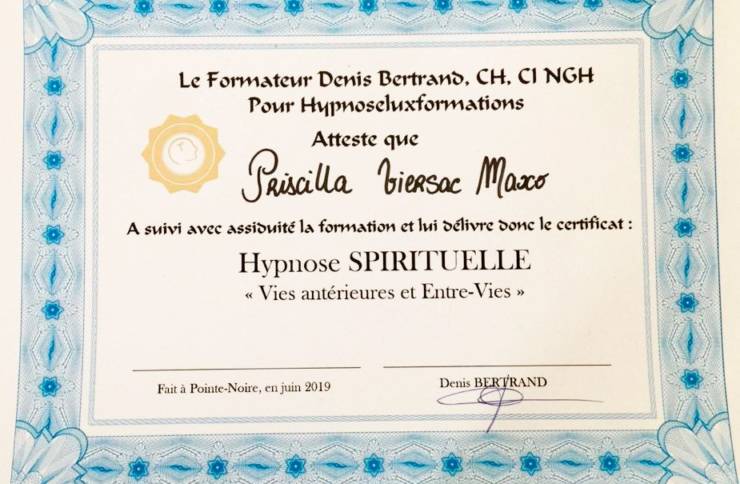 Le Formateur Denis Bertrand, CH, CI NGH
Pour Hypnoseluxformations
Atteste que
Priscilla Viersac Maxo
A suivi avec assiduité la formation et lui délivre donc le certificat :
Hypnose SPIRITUELLE
« Vies antérieures et Entre-Vies »
Fait à Pointe-Noire, en juin 2019
Denis BERTRAND